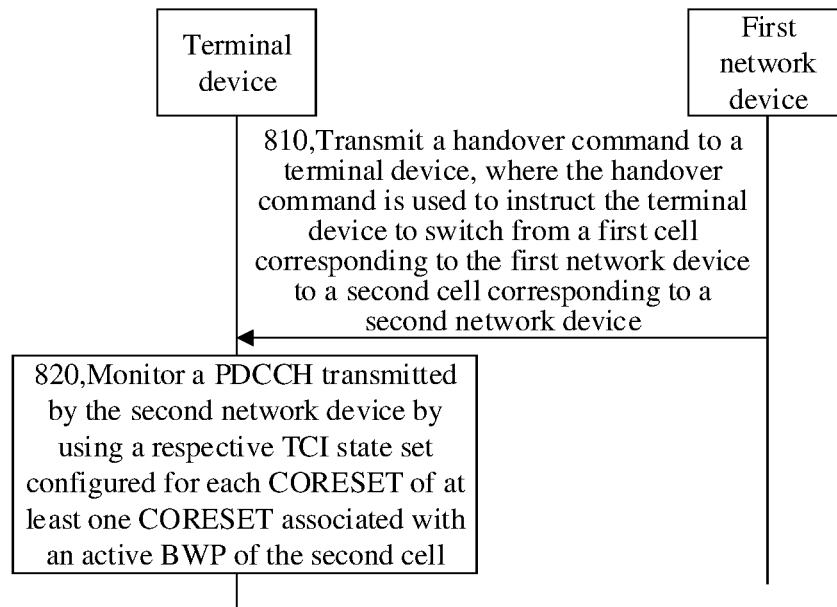 Terminal
device
First
network
device
810,Transmit a handover command to a
terminal device, where the handover
command is used to instruct the terminal
device to switch from a first cell
corresponding to the first network device
to a second cell corresponding to a
second network device
820,Monitor a PDCCH transmitted
by the second network device by
using a respective TCI state set
configured for each CORESET of at
least one CORESET associated with
an active BWP of the second cell